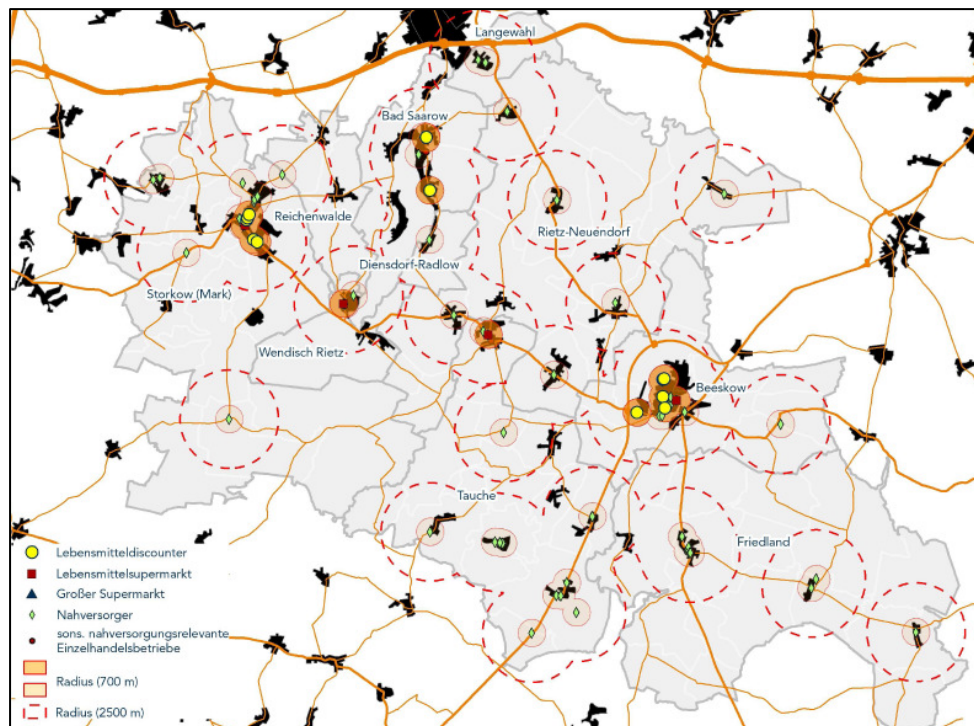 Langewahl
Bad Saarow
Reichenwalde
Rietz-Neuendorf
Diensdorf-Radlow
Storkow (Mark)
Wendisch Rietz
Beeskow
Tauche
Friedland
Lebensmitteldiscounter
Lebensmittelsupermarkt
Großer Supermarkt
Nahversorger
sons. nahversorgungsrelevante
Einzelhandelsbetriebe
Radius (700 m)
Radius (2500 m)